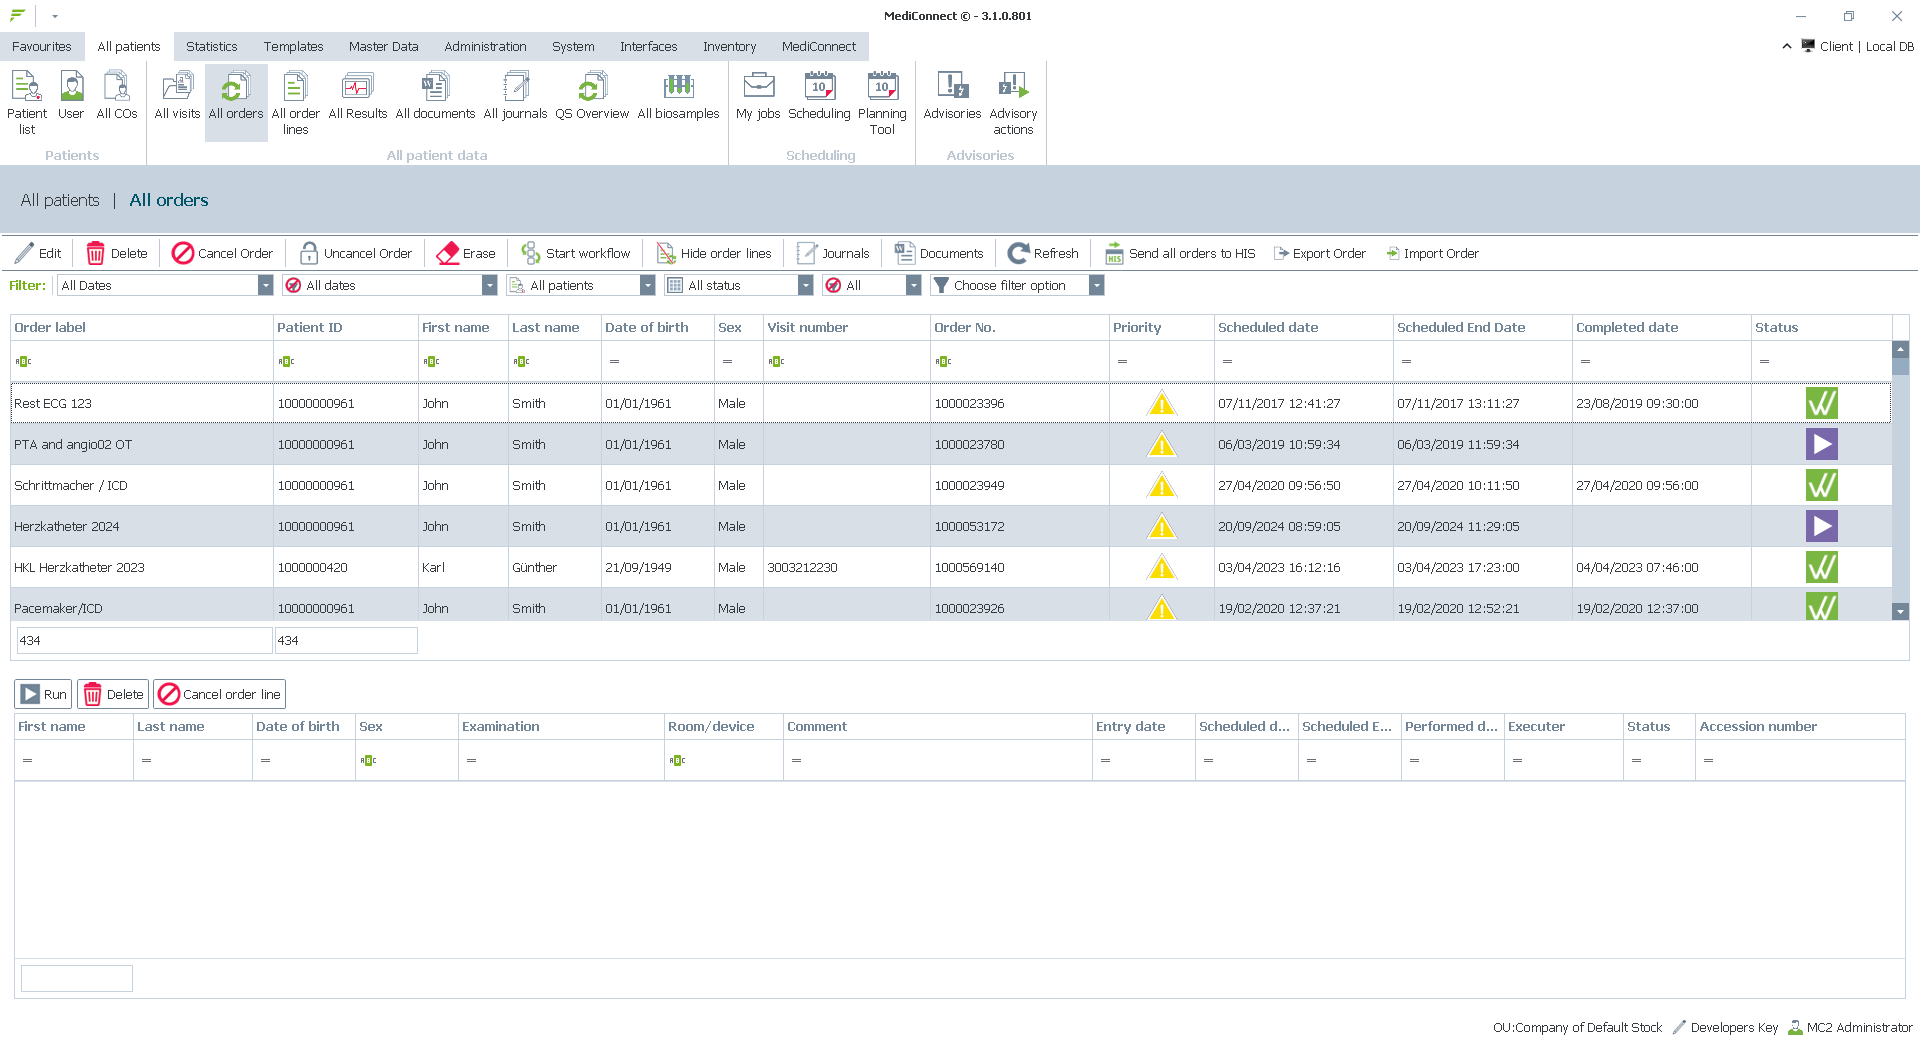 MediConnect © - 3.1.0.801
Favourites All patients Statistics Templates Master Data Administration System Interfaces Inventory MediConnect
Client | Local DB
Patient list User All COs All visits All orders All order lines All Results All documents All journals QS Overview All biosamples My jobs Scheduling Planning Tool Advisories Advisory actions
Patients All patient data Scheduling Advisories
All patients | All orders
Edit Delete Cancel Order Uncancel Order Erase Start workflow Hide order lines Journals Documents Refresh Send all orders to HIS Export Order Import Order
Filter: All Dates All dates All patients All status All Choose filter option
Order label Patient ID First name Last name Date of birth Sex Visit number Order No. Priority Scheduled date Scheduled End Date Completed date Status
ABC ABC ABC ABC = = ABC ABC = = = = =
Rest ECG 123 10000000961 John Smith 01/01/1961 Male 1000023396 07/11/2017 12:41:27 07/11/2017 13:11:27 23/08/2019 09:30:00
PTA and angio02 OT 10000000961 John Smith 01/01/1961 Male 1000023780 06/03/2019 10:59:34 06/03/2019 11:59:34
Schrittmacher / ICD 10000000961 John Smith 01/01/1961 Male 1000023949 27/04/2020 09:56:50 27/04/2020 10:11:50 27/04/2020 09:56:00
Herzkatheter 2024 10000000961 John Smith 01/01/1961 Male 1000053172 20/09/2024 08:59:05 20/09/2024 11:29:05
HKL Herzkatheter 2023 1000000420 Karl Günther 21/09/1949 Male 3003212230 1000569140 03/04/2023 16:12:16 03/04/2023 17:23:00 04/04/2023 07:46:00
Pacemaker/ICD 10000000961 John Smith 01/01/1961 Male 1000023926 19/02/2020 12:37:21 19/02/2020 12:52:21 19/02/2020 12:37:00
434 434
Run Delete Cancel order line
First name Last name Date of birth Sex Examination Room/device Comment Entry date Scheduled d... Scheduled E... Performed d... Executer Status Accession number
= = = ABC = ABC = = = = = = = =
OU:Company of Default Stock Developers Key MC2 Administrator